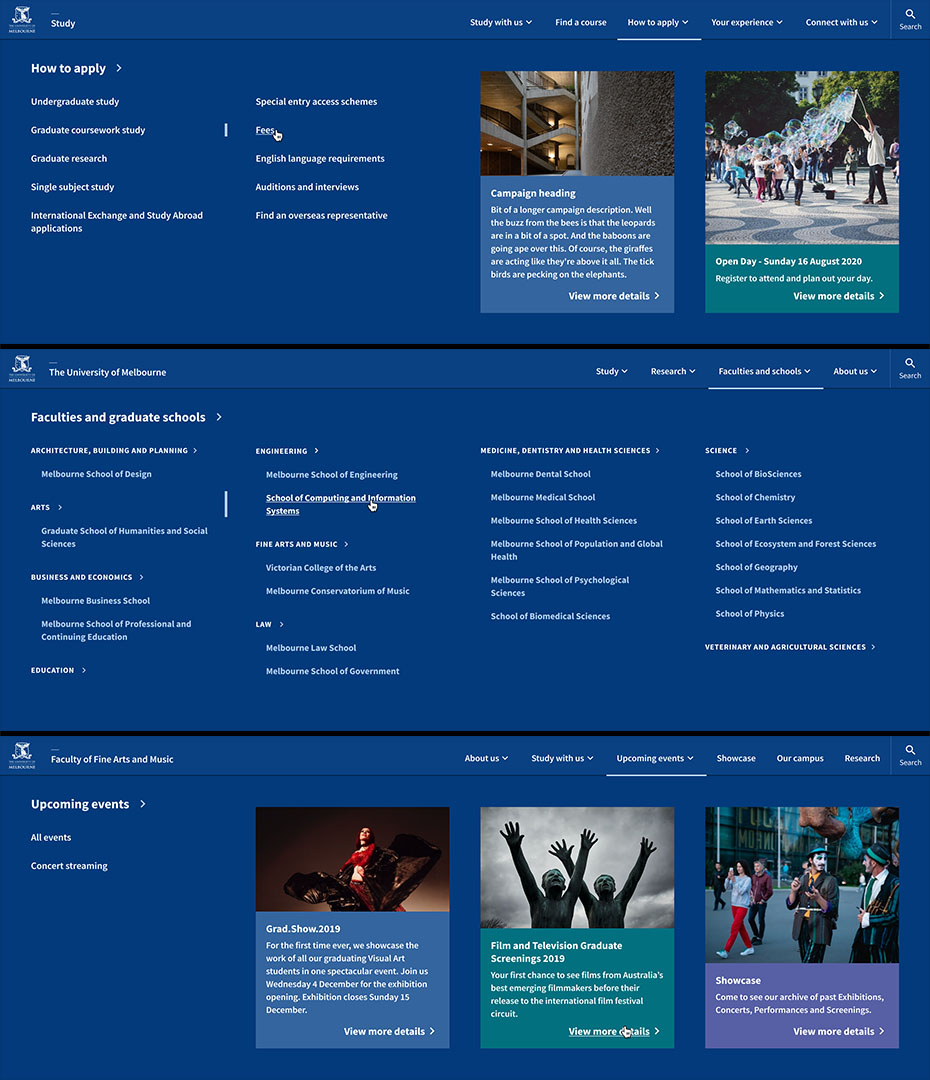 THE UNIVERSITY OF
MELBOURNE
Study
Study with us
Find a course
How to apply
Your experience
Connect with us
Search
How to apply
Undergraduate study
Graduate coursework study
Graduate research
Single subject study
International Exchange and Study Abroad
applications
Special entry access schemes
Fees
English language requirements
Auditions and interviews
Find an overseas representative
Campaign heading
Bit of a longer campaign description. Well
the buzz from the bees is that the leopards
are in a bit of a spot. And the baboons are
going ape over this. Of course, the giraffes
are acting like they're above it all. The tick
birds are pecking on the elephants.
View more details
Open Day - Sunday 16 August 2020
Register to attend and plan out your day.
View more details
THE UNIVERSITY OF
MELBOURNE
The University of Melbourne
Study
Research
Faculties and schools
About us
Search
Faculties and graduate schools
ARCHITECTURE, BUILDING AND PLANNING
Melbourne School of Design
ARTS
Graduate School of Humanities and Social
Sciences
BUSINESS AND ECONOMICS
Melbourne Business School
Melbourne School of Professional and
Continuing Education
EDUCATION
ENGINEERING
Melbourne School of Engineering
School of Computing and Information
Systems
FINE ARTS AND MUSIC
Victorian College of the Arts
Melbourne Conservatorium of Music
LAW
Melbourne Law School
Melbourne School of Government
MEDICINE, DENTISTRY AND HEALTH SCIENCES
Melbourne Dental School
Melbourne Medical School
Melbourne School of Health Sciences
Melbourne School of Population and Global
Health
Melbourne School of Psychological
Sciences
School of Biomedical Sciences
SCIENCE
School of BioSciences
School of Chemistry
School of Earth Sciences
School of Ecosystem and Forest Sciences
School of Geography
School of Mathematics and Statistics
School of Physics
VETERINARY AND AGRICULTURAL SCIENCES
THE UNIVERSITY OF
MELBOURNE
Faculty of Fine Arts and Music
About us
Study with us
Upcoming events
Showcase
Our campus
Research
Search
Upcoming events
All events
Concert streaming
Grad.Show.2019
For the first time ever, we showcase the
work of all our graduating Visual Art
students in one spectacular event. Join us
Wednesday 4 December for the exhibition
opening. Exhibition closes Sunday 15
December.
View more details
Film and Television Graduate
Screenings 2019
Your first chance to see films from Australia's
best emerging filmmakers before their
release to the international film festival
circuit.
View more details
Showcase
Come to see our archive of past Exhibitions,
Concerts, Performances and Screenings.
View more details